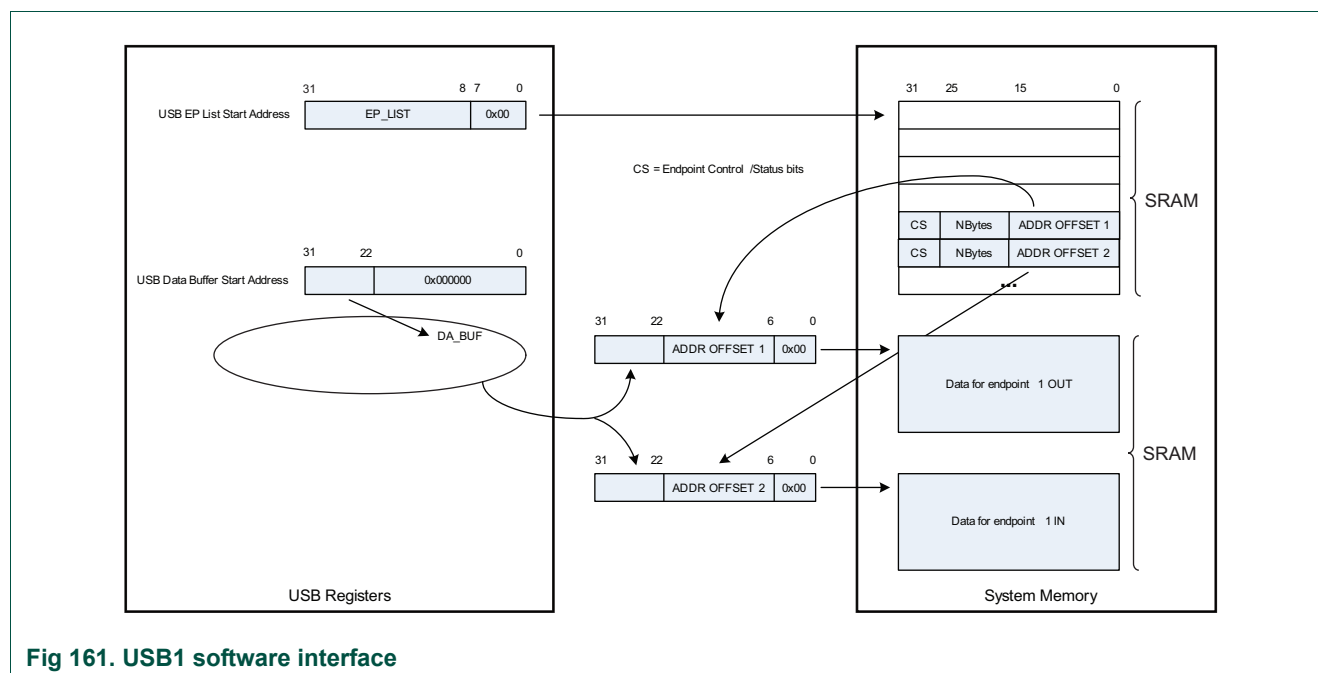 31 8 7 0
USB EP List Start Address EP_LIST 0x00
31 25 15 0
CS = Endpoint Control /Status bits
SRAM
CS NBytes ADDR OFFSET 1
CS NBytes ADDR OFFSET 2
...
31 22 0
USB Data Buffer Start Address 0x000000
DA_BUF
31 22 6 0
ADDR OFFSET 1 0x00
Data for endpoint 1 OUT
SRAM
31 22 6 0
ADDR OFFSET 2 0x00
Data for endpoint 1 IN
USB Registers
System Memory
Fig 161. USB1 software interface